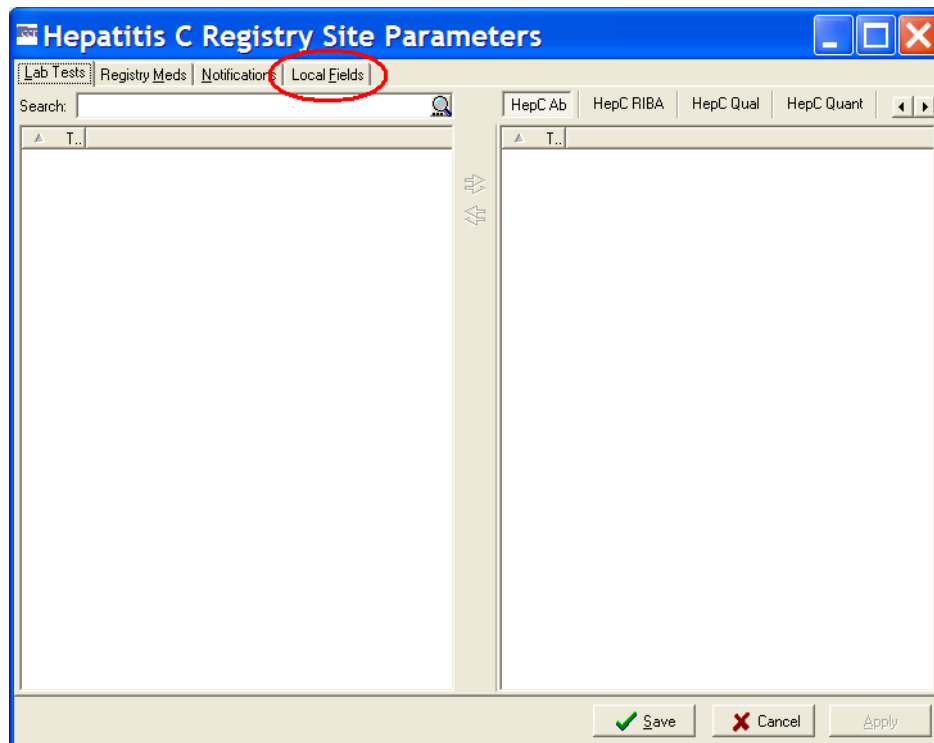 Hepatitis C Registry Site Parameters
Lab Tests Registry Meds Notifications Local Fields
Search: HepC Ab HepC RIBA HepC Qual HepC Quant
T.. T..
Save Cancel Apply